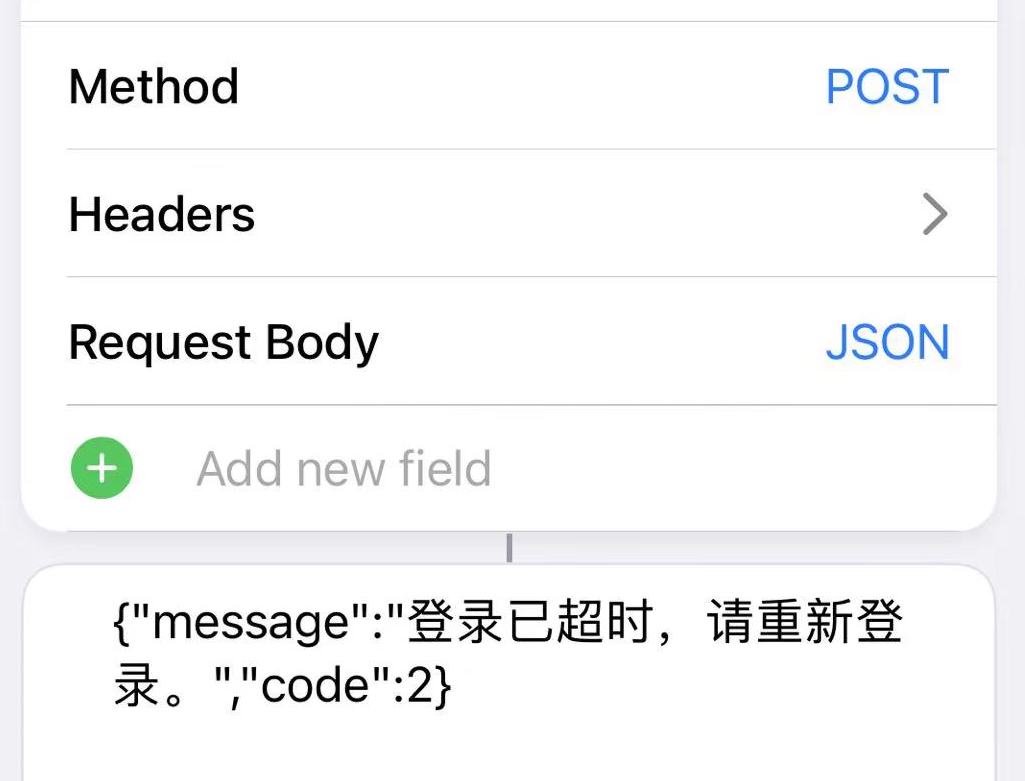 Method POST
Headers
Request Body JSON
Add new field
{"message":"登录已超时，请重新登
录。","code":2}